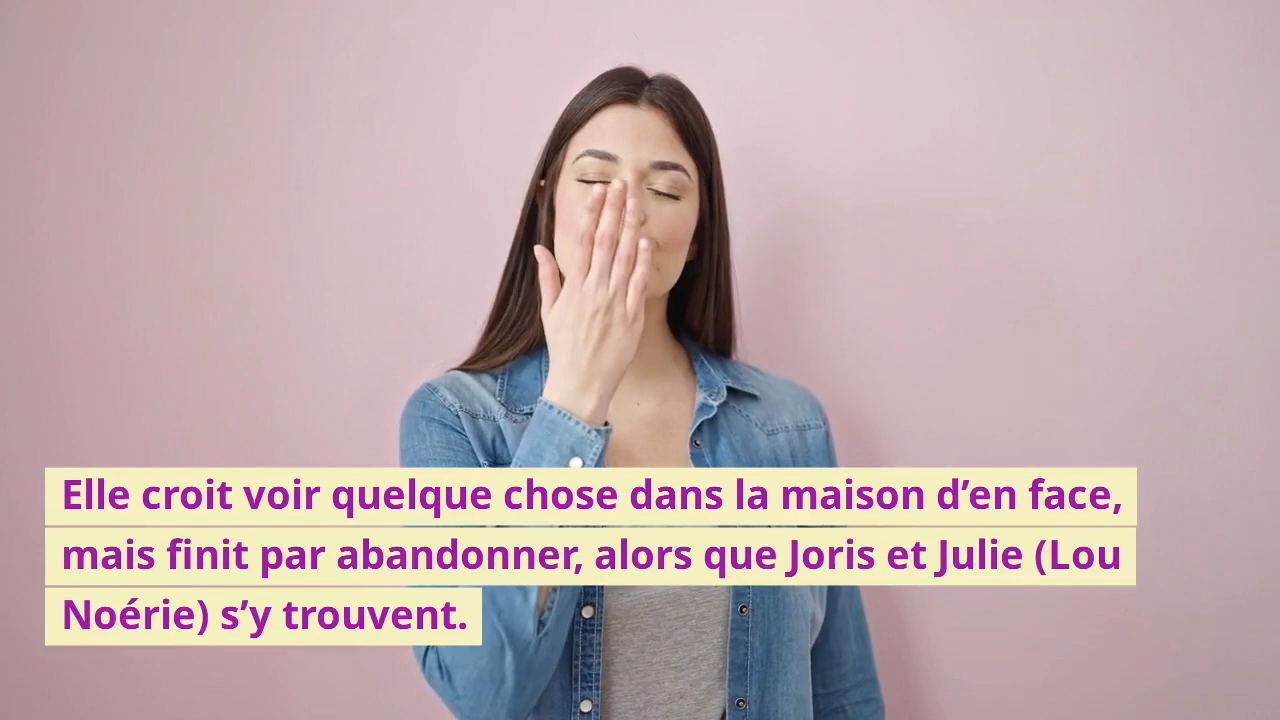 Elle croit voir quelque chose dans la maison d’en face,
mais finit par abandonner, alors que Joris et Julie (Lou
Noérie) s’y trouvent.